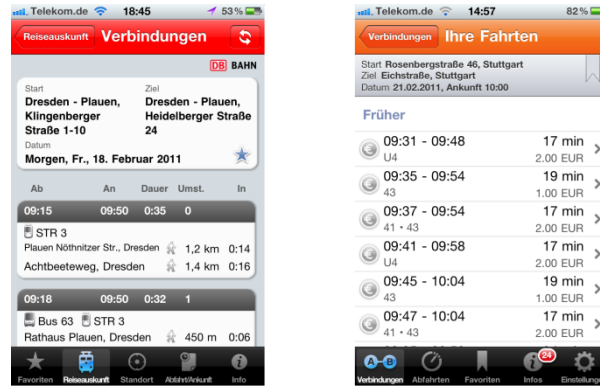 Telekom.de 18:45 53%
Reiseauskunft Verbindungen
DB BAHN
Start Ziel
Dresden - Plauen, Dresden - Plauen,
Klingenberger Heidelberger Straße
Straße 1-10 24
Datum
Morgen, Fr., 18. Februar 2011
Ab An Dauer Umst. In
09:15 09:50 0:35 0
STR 3
Plauen Nöthnitzer Str., Dresden 1,2 km 0:14
Achtbeeteweg, Dresden 1,4 km 0:16
09:18 09:50 0:32 1
Bus 63 STR 3
Rathaus Plauen, Dresden 450 m 0:06
Favoriten Reiseauskunft Standort Abfahrt/Ankunft Info
Telekom.de 14:57 82%
Verbindungen Ihre Fahrten
Start Rosenbergstraße 46, Stuttgart
Ziel Eichstraße, Stuttgart
Datum 21.02.2011, Ankunft 10:00
Früher
09:31 - 09:48 17 min
U4 2.00 EUR
09:35 - 09:54 19 min
43 1.00 EUR
09:37 - 09:54 17 min
41 • 43 2.00 EUR
09:41 - 09:58 17 min
U4 2.00 EUR
09:45 - 10:04 19 min
43 1.00 EUR
09:47 - 10:04 17 min
41 • 43 2.00 EUR
A-B 24
Verbindungen Abfahrten Favoriten Infos Einstellungen